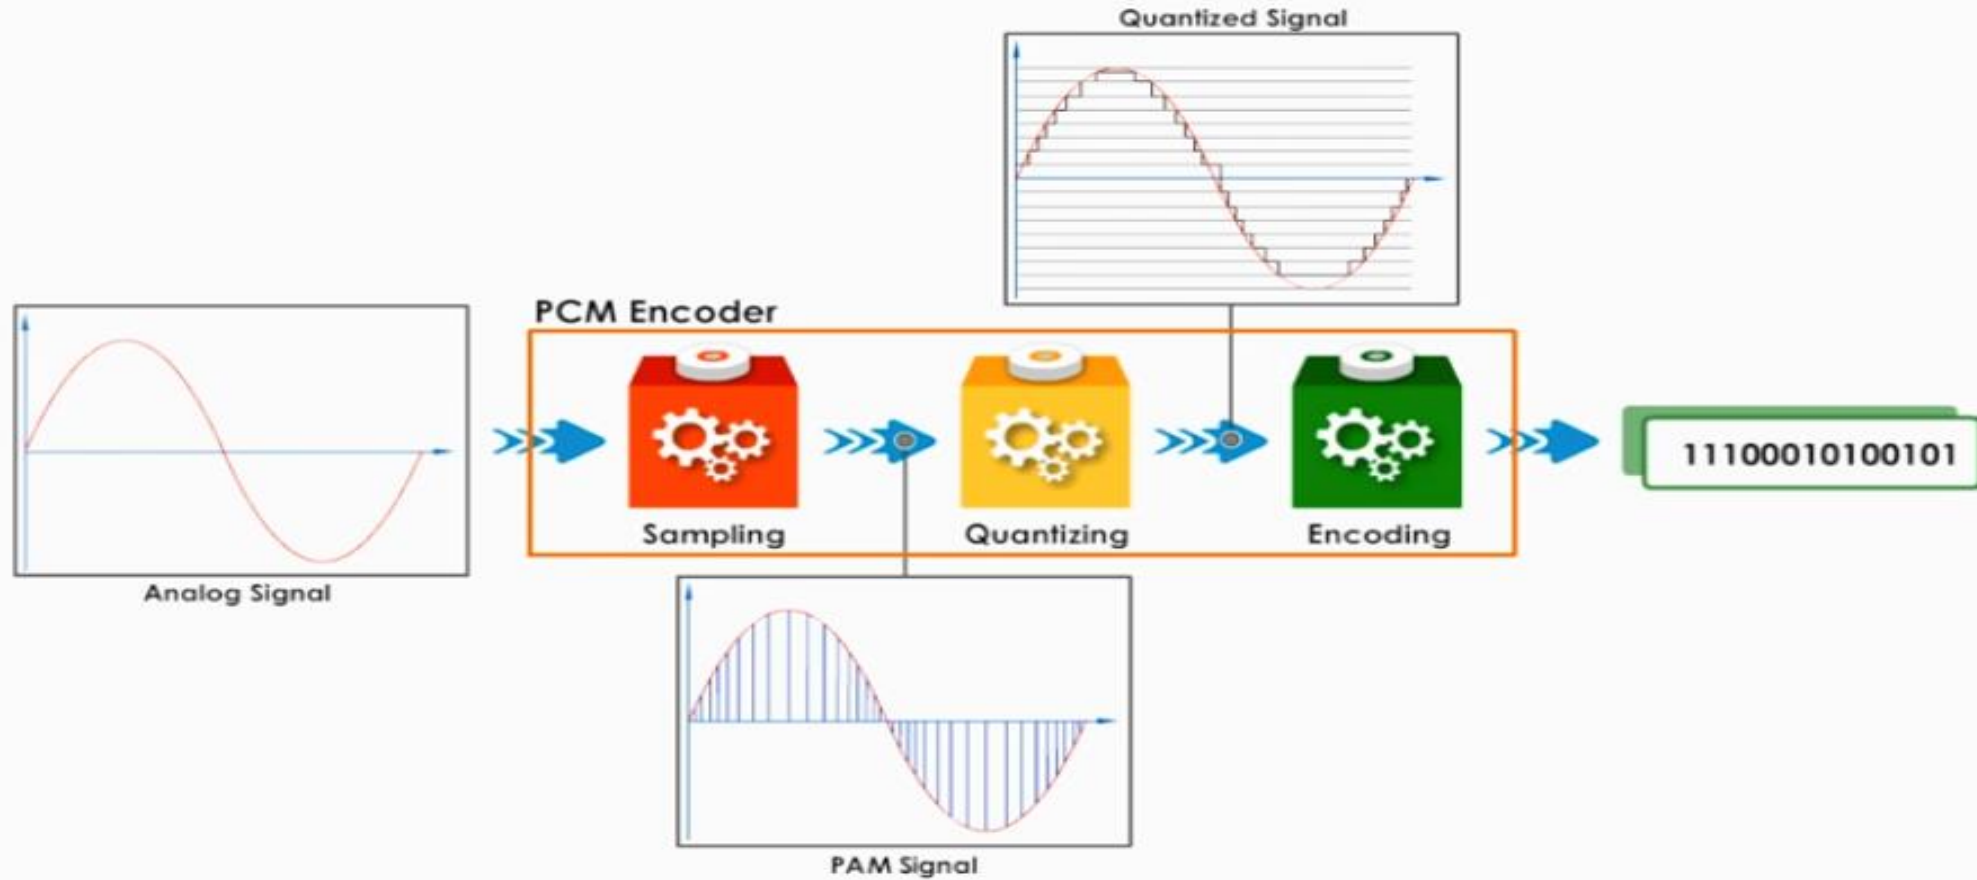 Quantized Signal
PCM Encoder
Sampling
Quantizing
Encoding
11100010100101
Analog Signal
PAM Signal